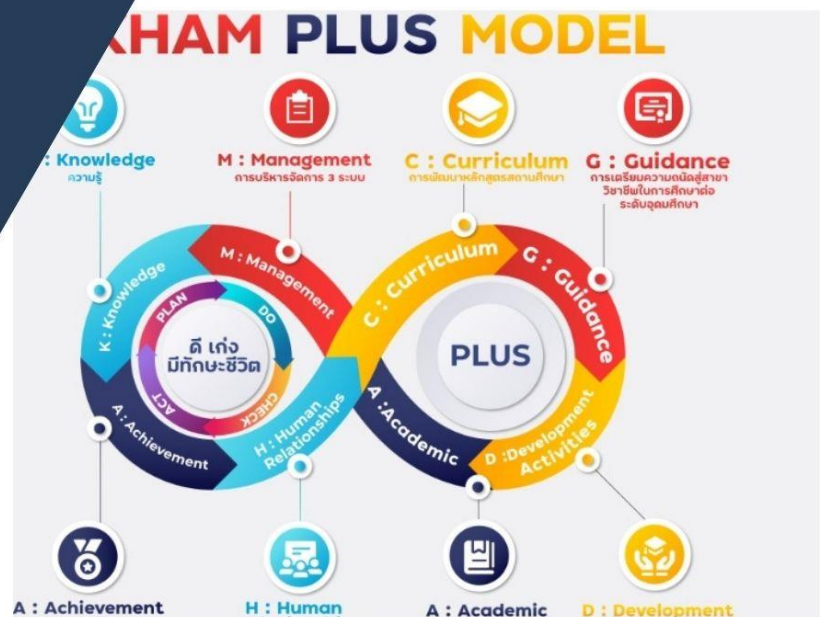 KHAM PLUS MODEL
: Knowledge
ความรู้
M : Management
การบริหารจัดการ 3 ระบบ
C : Curriculum
การพัฒนาหลักสูตรสถานศึกษา
G : Guidance
การเตรียมความถนัดสู่สาขา
วิชาชีพในการศึกษาต่อ
ระดับอุดมศึกษา
K : Knowledge
M : Management
C : Curriculum
G : Guidance
PLAN
DO
CHECK
ACT
ดี เก่ง
มีทักษะชีวิต
PLUS
A : Achievement
H : Human
Relationships
A : Academic
D : Development
Activities
A : Achievement
H : Human
A : Academic
D : Development